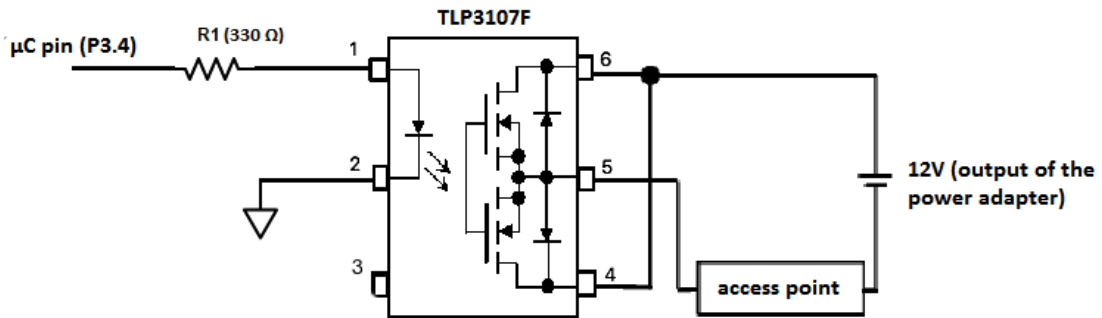 TLP3107F
μC pin (P3.4)
R1 (330 Ω)
1
2
3
6
5
4
12V (output of the
power adapter)
access point